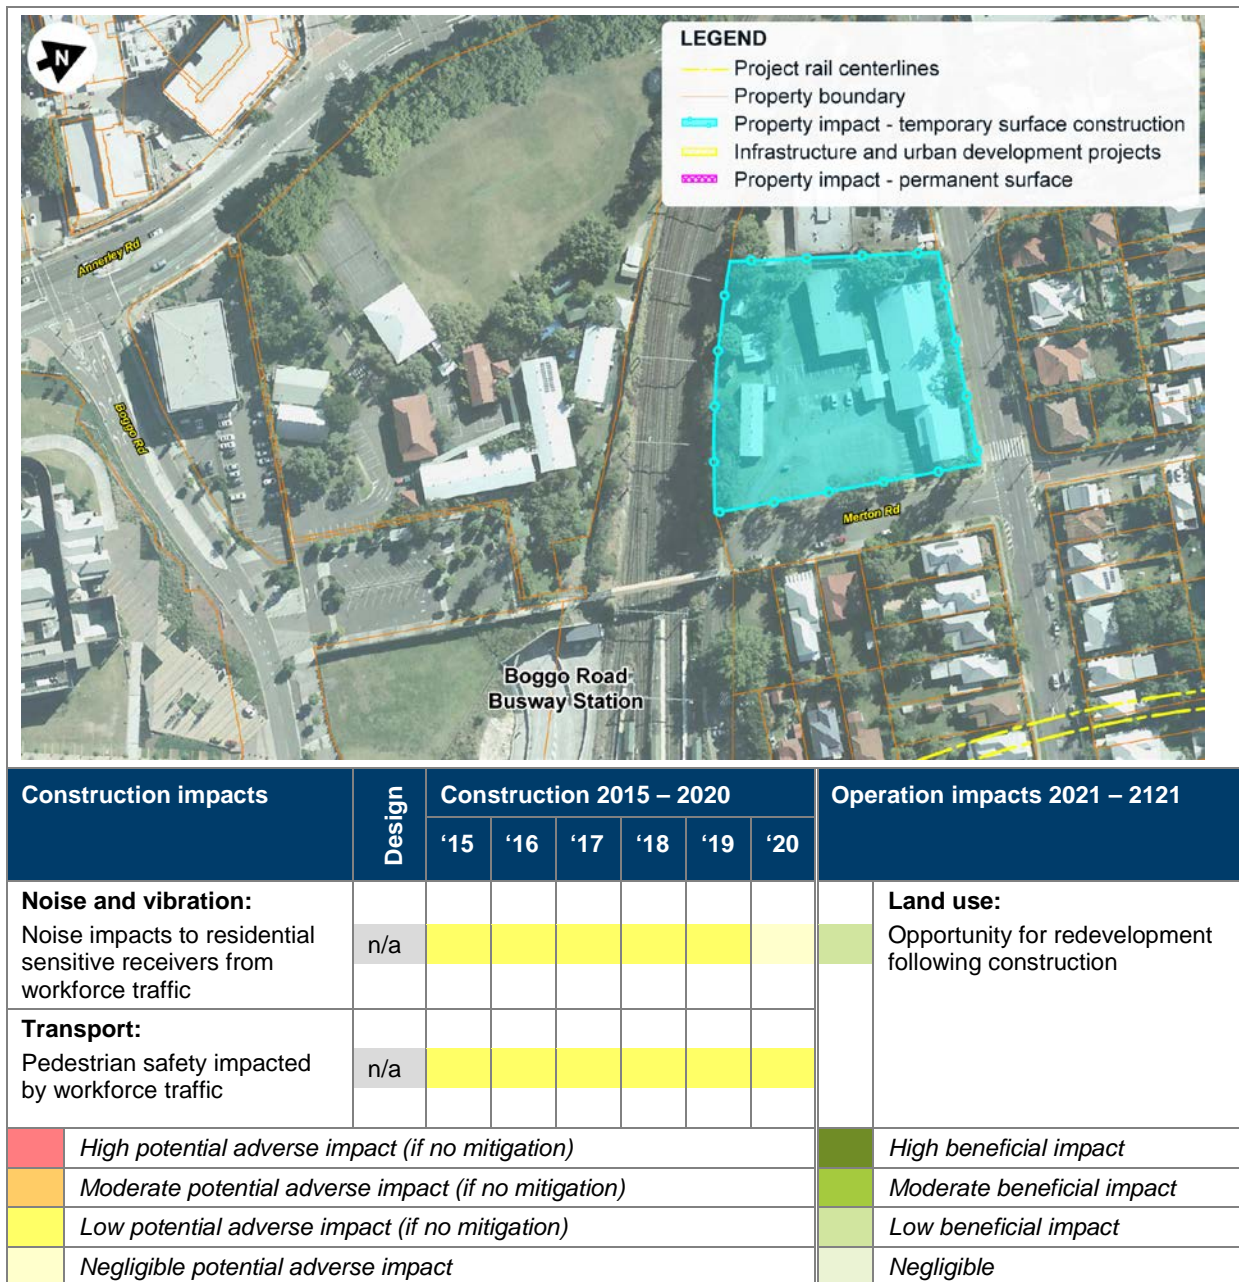 N
LEGEND
Project rail centerlines
Property boundary
Property impact - temporary surface construction
Infrastructure and urban development projects
Property impact - permanent surface
Annerley Rd
Boggo Rd
Merton Rd
Boggo Road
Busway Station
Construction impacts
Design
Construction 2015 – 2020
Operation impacts 2021 – 2121
‘15 ‘16 ‘17 ‘18 ‘19 ‘20
Noise and vibration:
Noise impacts to residential
sensitive receivers from
workforce traffic
n/a
Land use:
Opportunity for redevelopment
following construction
Transport:
Pedestrian safety impacted
by workforce traffic
n/a
High potential adverse impact (if no mitigation)
High beneficial impact
Moderate potential adverse impact (if no mitigation)
Moderate beneficial impact
Low potential adverse impact (if no mitigation)
Low beneficial impact
Negligible potential adverse impact
Negligible